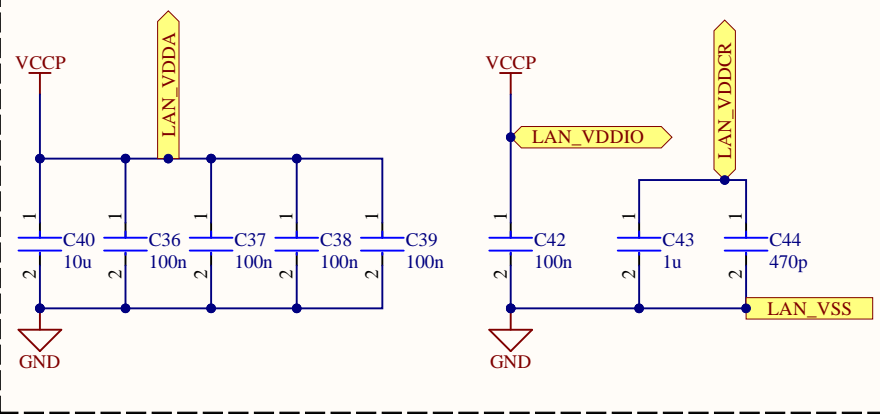 LAN_VDDA
LAN_VDDCR
VCCP
VCCP
LAN_VDDIO
1
1
1
1
1
1
1
1
C40
10u
C36
100n
C37
100n
C38
100n
C39
100n
C42
100n
C43
1u
C44
470p
2
2
2
2
2
2
2
2
LAN_VSS
GND
GND